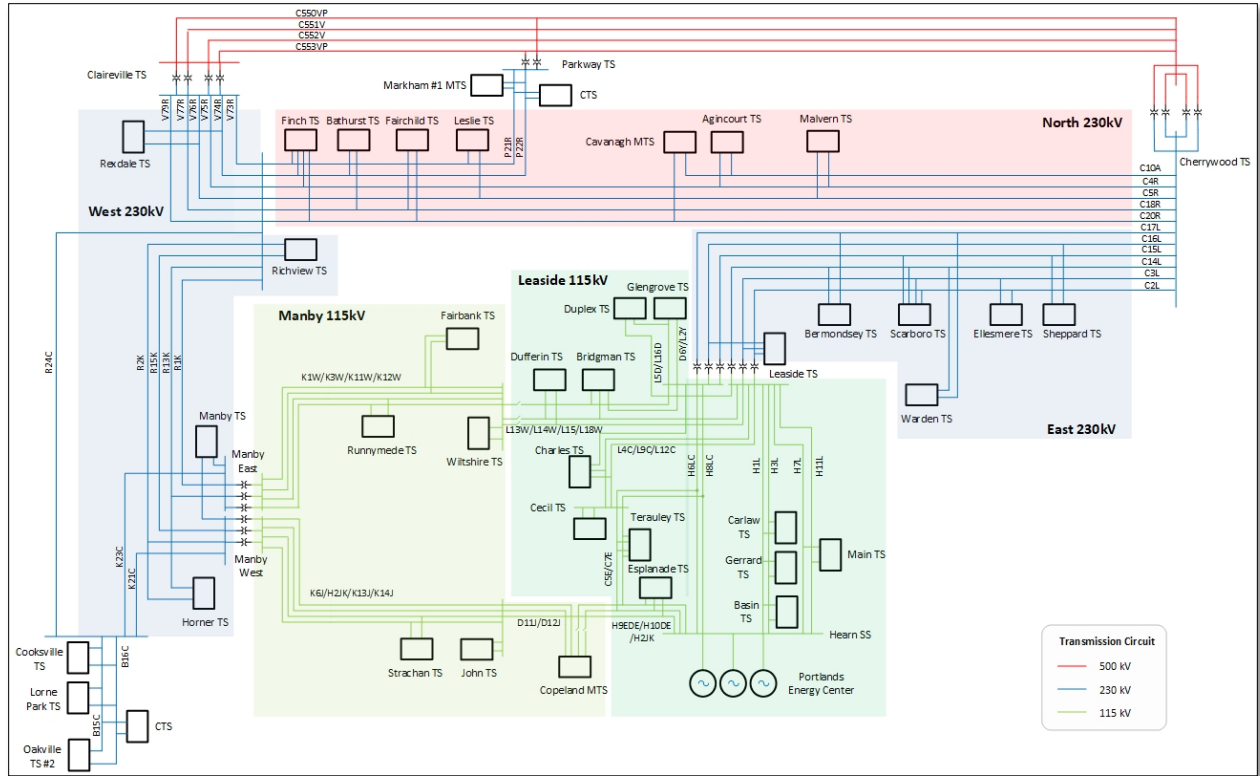 C550VP
C551V
C552V
C553VP
Claireville TS
Parkway TS
Markham #1 MTS
CTS
V79R
V77R
V76R
V75R
V74R
V73R
P21R
P22R
Rexdale TS
Finch TS
Bathurst TS
Fairchild TS
Leslie TS
Cavanagh MTS
Agincourt TS
Malvern TS
North 230kV
Cherrywood TS
C10A
C4R
C5R
C18R
C20R
C17L
C16L
C15L
C14L
C3L
C2L
West 230kV
Richview TS
R24C
R2K
R15K
R13K
R1K
Leaside 115kV
Glengrove TS
Duplex TS
Manby 115kV
Fairbank TS
Dufferin TS
Bridgman TS
L5D/L16D
D6Y/L2Y
Bermondsey TS
Scarboro TS
Ellesmere TS
Sheppard TS
Leaside TS
Warden TS
East 230kV
K1W/K3W/K11W/K12W
Manby TS
Runnymede TS
Wiltshire TS
L13W/L14W/L15/L18W
Charles TS
L4C/L9C/L12C
H6LC
H8LC
H1L
H3L
H7L
H11L
Manby
East
Cecil TS
Terauley TS
Carlaw
TS
Main TS
Gerrard
TS
Esplanade TS
C5E/C7E
K23C
K21C
Manby
West
Horner TS
K6J/H2JK/K13J/K14J
D11J/D12J
H9EDE/H10DE
/H2JK
Basin
TS
Hearn SS
Strachan TS
John TS
Copeland MTS
Portlands
Energy Center
Cooksville
TS
B16C
Lorne
Park TS
B15C
CTS
Oakville
TS #2
Transmission Circuit
500 kV
230 kV
115 kV